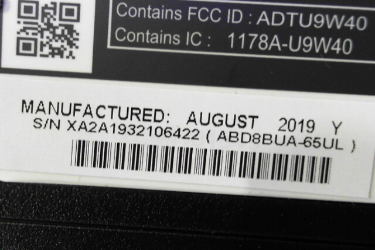 Contains FCC ID : ADTU9W40
Contains IC : 1178A-U9W40
MANUFACTURED: AUGUST 2019 Y
S/N XA2A1932106422 ( ABD8BUA-65UL )